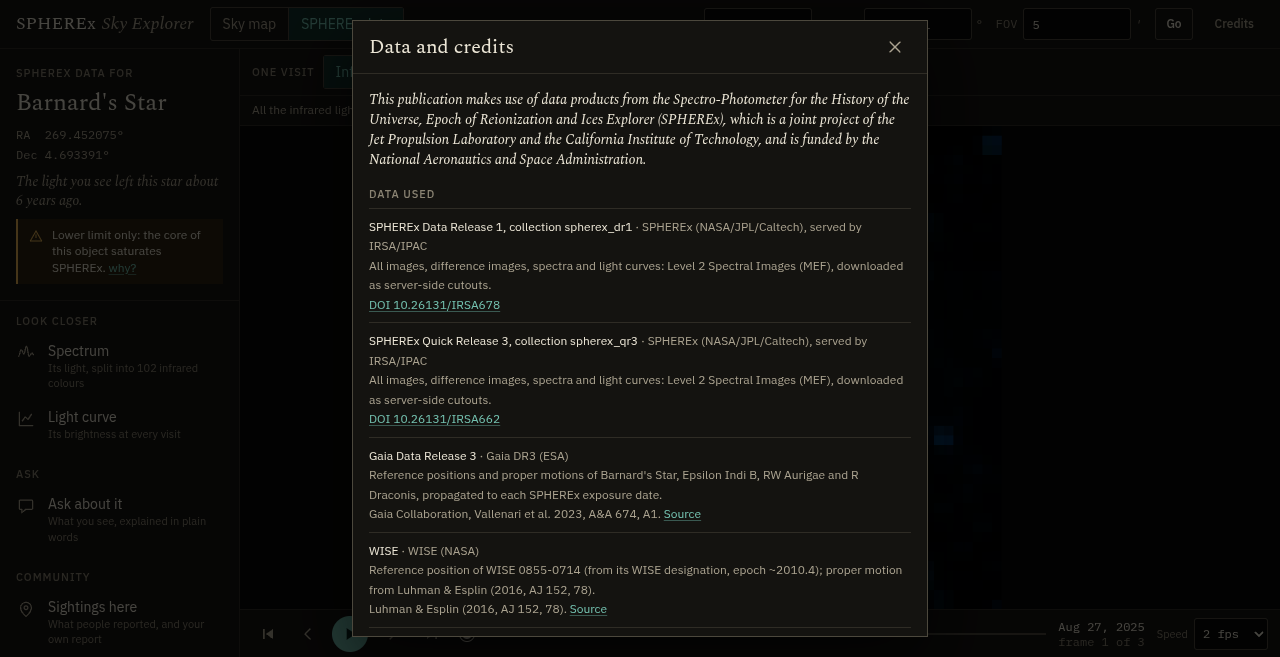 SPHEREx Sky Explorer
Sky map
FOV
5
Go
Credits
SPHEREX DATA FOR
Barnard's Star
RA 269.452075°
Dec 4.693391°
The light you see left this star about
6 years ago.
Lower limit only: the core of
this object saturates
SPHEREx. why?
LOOK CLOSER
Spectrum
Its light, split into 102 infrared
colours
Light curve
Its brightness at every visit
ASK
Ask about it
What you see, explained in plain
words
COMMUNITY
Sightings here
What people reported, and your
own report
ONE VISIT
All the infrared
Data and credits
This publication makes use of data products from the Spectro-Photometer for the History of the
Universe, Epoch of Reionization and Ices Explorer (SPHEREx), which is a joint project of the
Jet Propulsion Laboratory and the California Institute of Technology, and is funded by the
National Aeronautics and Space Administration.
DATA USED
SPHEREx Data Release 1, collection spherex_dr1 · SPHEREx (NASA/JPL/Caltech), served by
IRSA/IPAC
All images, difference images, spectra and light curves: Level 2 Spectral Images (MEF), downloaded
as server-side cutouts.
DOI 10.26131/IRSA678
SPHEREx Quick Release 3, collection spherex_qr3 · SPHEREx (NASA/JPL/Caltech), served by
IRSA/IPAC
All images, difference images, spectra and light curves: Level 2 Spectral Images (MEF), downloaded
as server-side cutouts.
DOI 10.26131/IRSA662
Gaia Data Release 3 · Gaia DR3 (ESA)
Reference positions and proper motions of Barnard's Star, Epsilon Indi B, RW Aurigae and R
Draconis, propagated to each SPHEREx exposure date.
Gaia Collaboration, Vallenari et al. 2023, A&A 674, A1. Source
WISE · WISE (NASA)
Reference position of WISE 0855-0714 (from its WISE designation, epoch ~2010.4); proper motion
from Luhman & Esplin (2016, AJ 152, 78).
Luhman & Esplin (2016, AJ 152, 78). Source
Aug 27, 2025
frame 1 of 3
Speed
2 fps